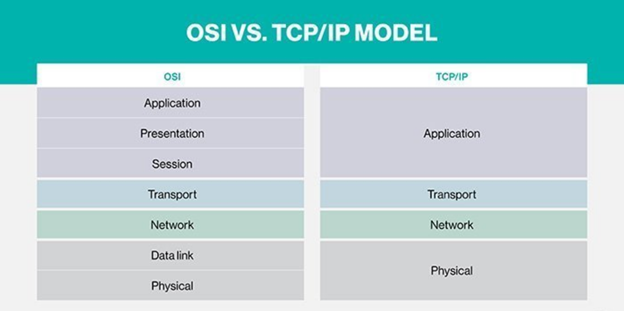 OSI VS. TCP/IP MODEL
OSI
Application
Presentation
Session
Transport
Network
Data link
Physical
TCP/IP
Application
Transport
Network
Physical